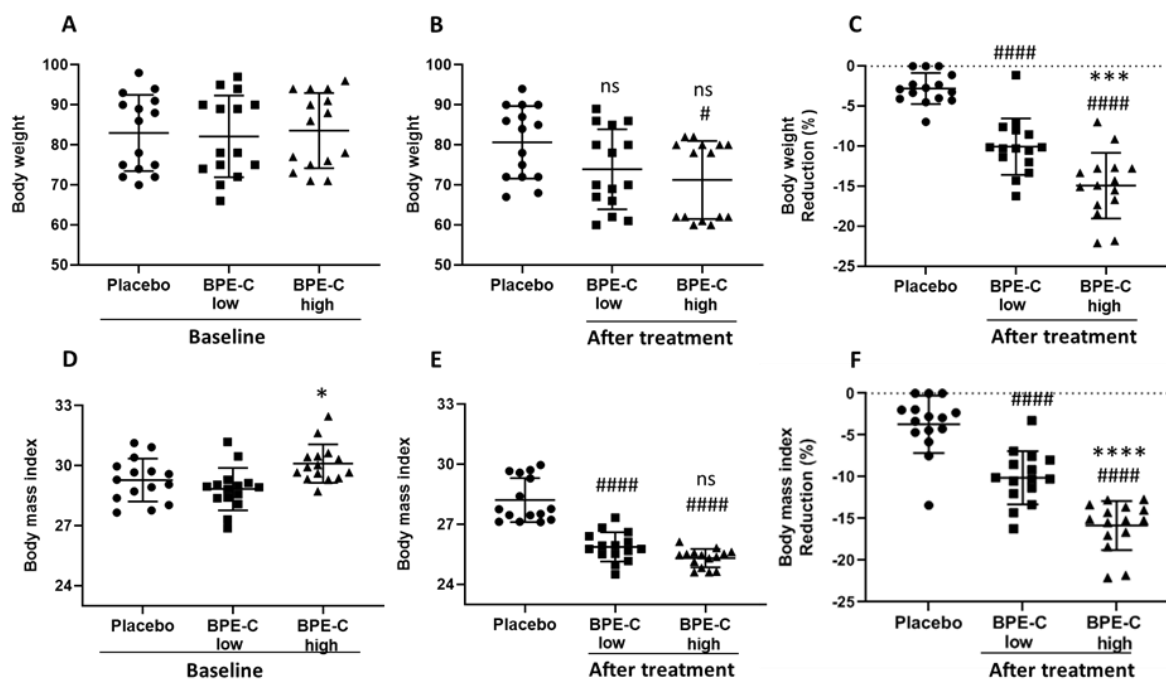 A
Body weight
100
90
80
70
60
50
Placebo
BPE-C
low
BPE-C
high
Baseline
B
Body weight
100
90
80
70
60
50
ns
ns
#
Placebo
BPE-C
low
BPE-C
high
After treatment
C
Body weight
Reduction (%)
0
-5
-10
-15
-20
-25
####
***
####
Placebo
BPE-C
low
BPE-C
high
After treatment
D
Body mass index
33
30
27
24
*
Placebo
BPE-C
low
BPE-C
high
Baseline
E
Body mass index
33
30
27
24
####
ns
####
Placebo
BPE-C
low
BPE-C
high
After treatment
F
Body mass index
Reduction (%)
0
-5
-10
-15
-20
-25
####
****
####
Placebo
BPE-C
low
BPE-C
high
After treatment